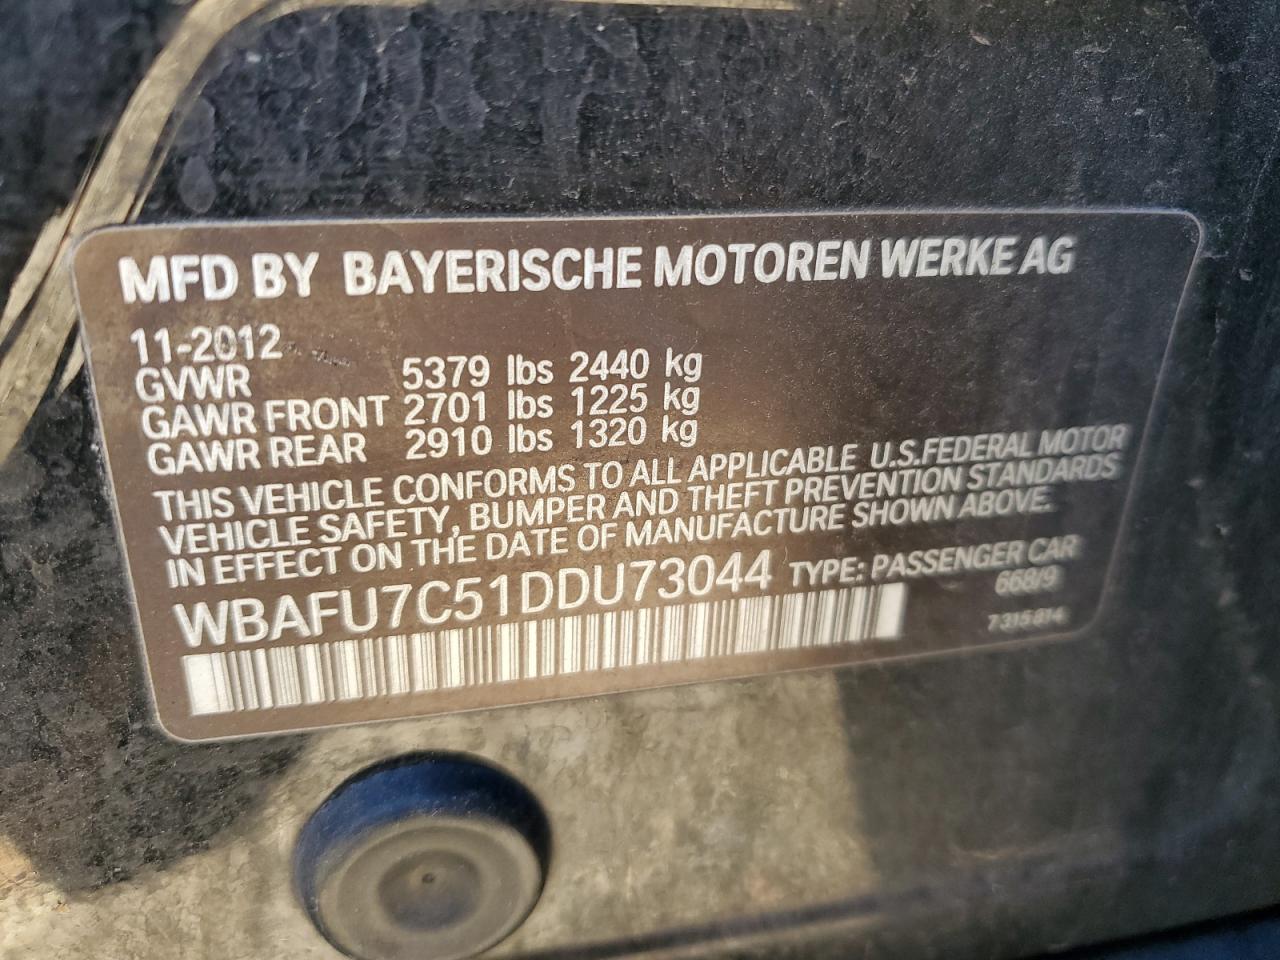 MFD BY BAYERISCHE MOTOREN WERKE AG
11-2012
GVWR 5379 lbs 2440 kg
GAWR FRONT 2701 lbs 1225 kg
GAWR REAR 2910 lbs 1320 kg
THIS VEHICLE CONFORMS TO ALL APPLICABLE U.S.FEDERAL MOTOR
VEHICLE SAFETY, BUMPER AND THEFT PREVENTION STANDARDS
IN EFFECT ON THE DATE OF MANUFACTURE SHOWN ABOVE.
WBAFU7C51DDU73044 TYPE: PASSENGER CAR
668/9
7315814